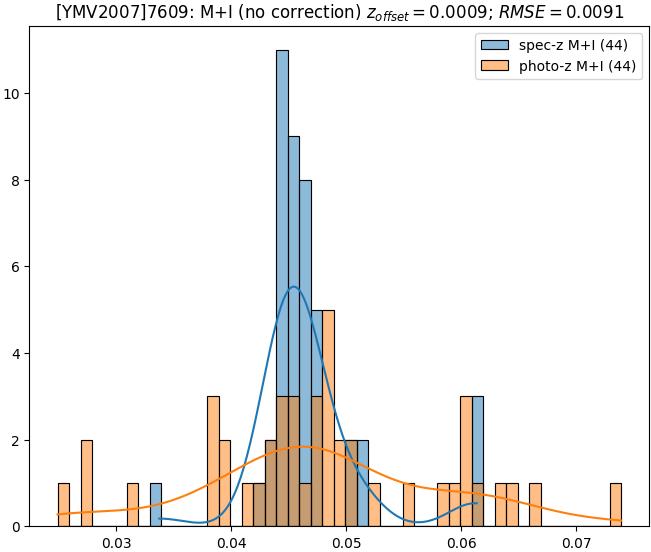 [YMV2007]7609: M+I (no correction) z_offset = 0.0009; RMSE = 0.0091
spec-z M+I (44)
photo-z M+I (44)
10
8
6
4
2
0
0.03 0.04 0.05 0.06 0.07